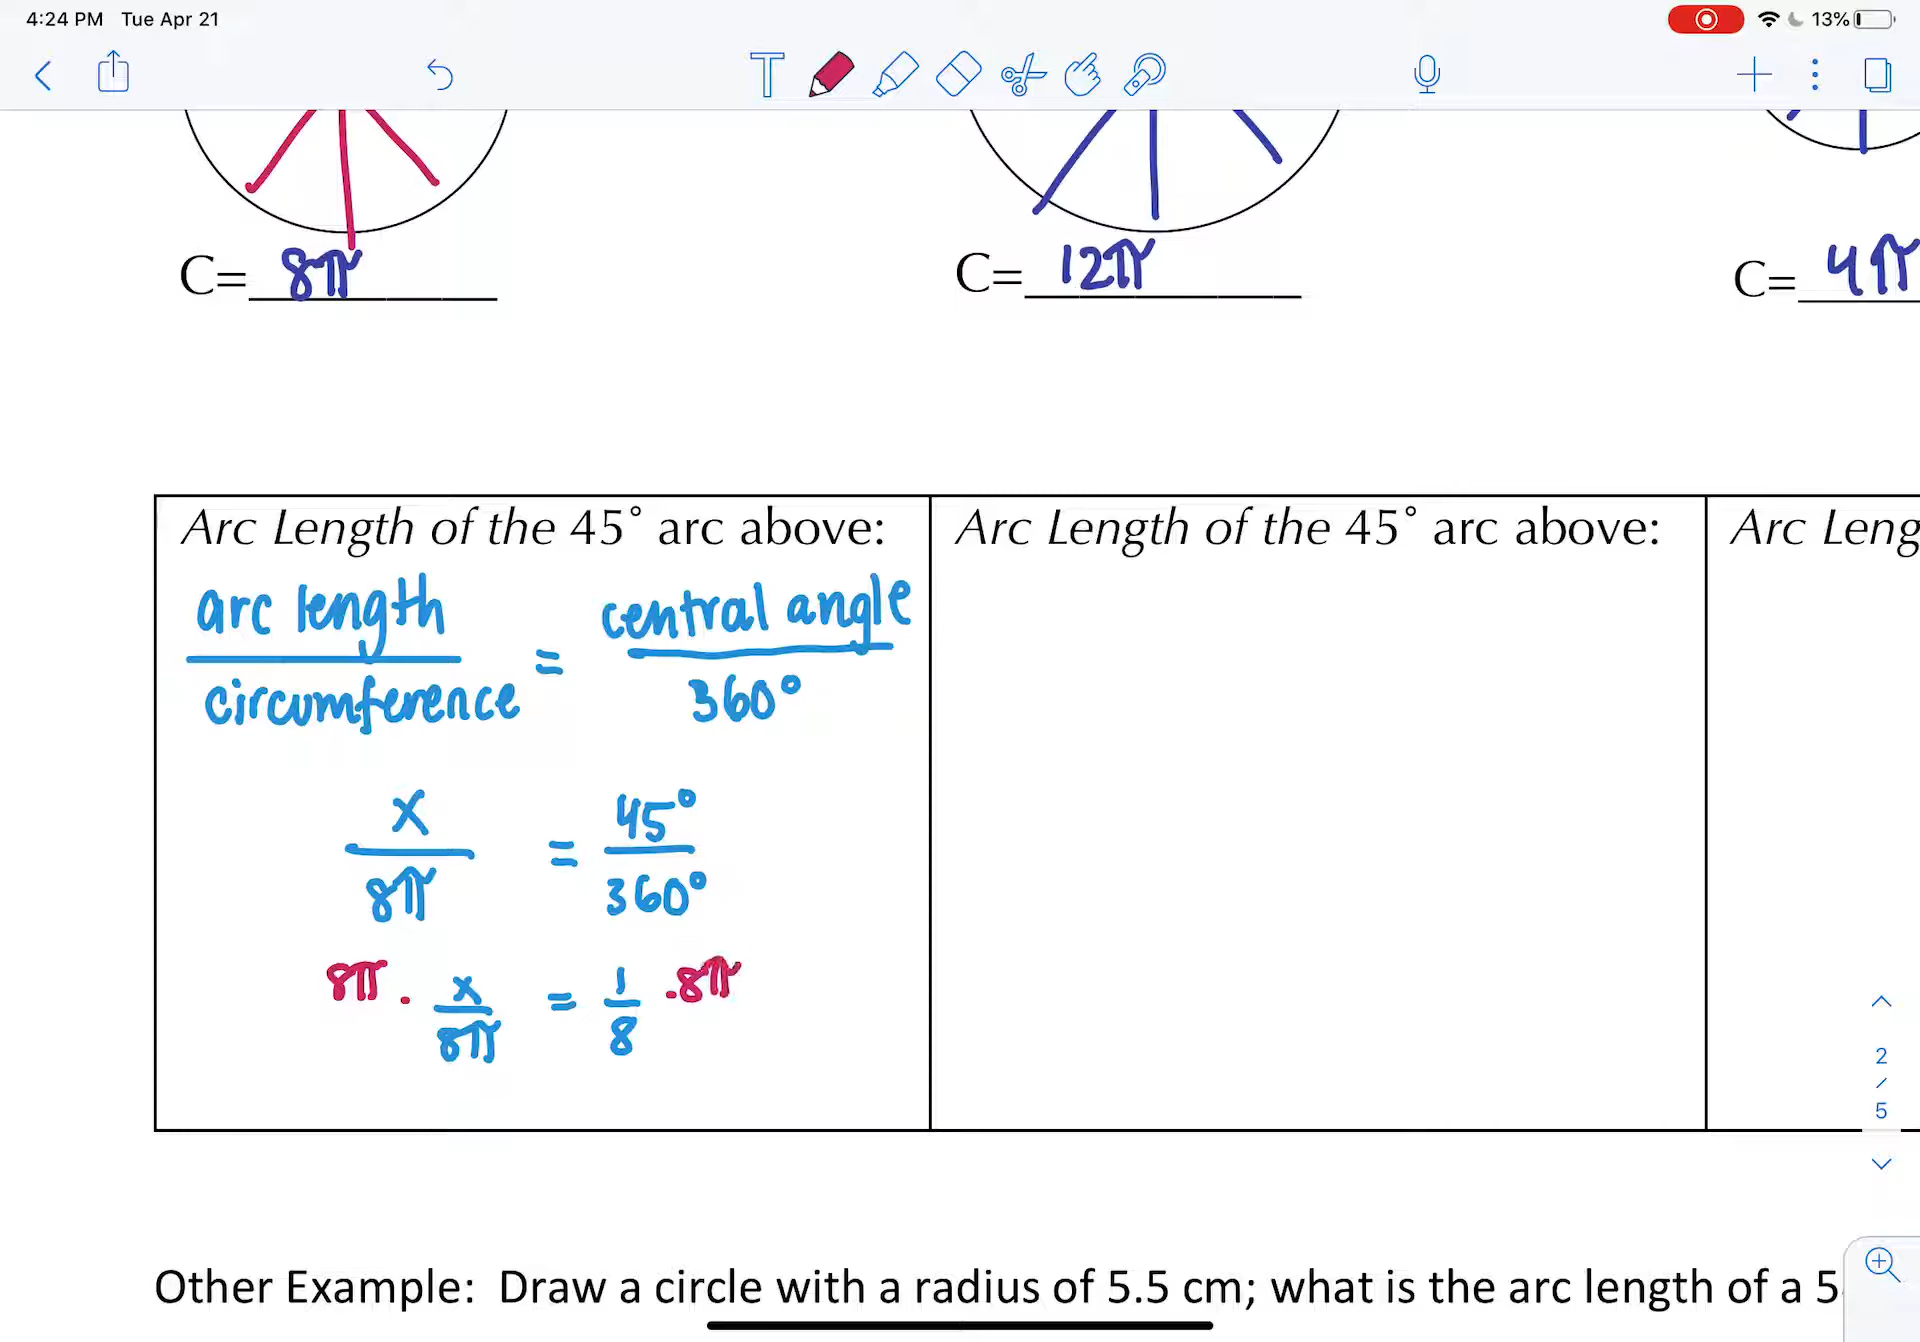 4:24 PM Tue Apr 21 13%
T
C= 8π C= 12π C= 4π
Arc Length of the 45° arc above: Arc Length of the 45° arc above: Arc Leng
arc length / circumference = central angle / 360°
x / 8π = 45° / 360°
8π · x / 8π = 1 / 8 · 8π
2 / 5
Other Example: Draw a circle with a radius of 5.5 cm; what is the arc length of a 5